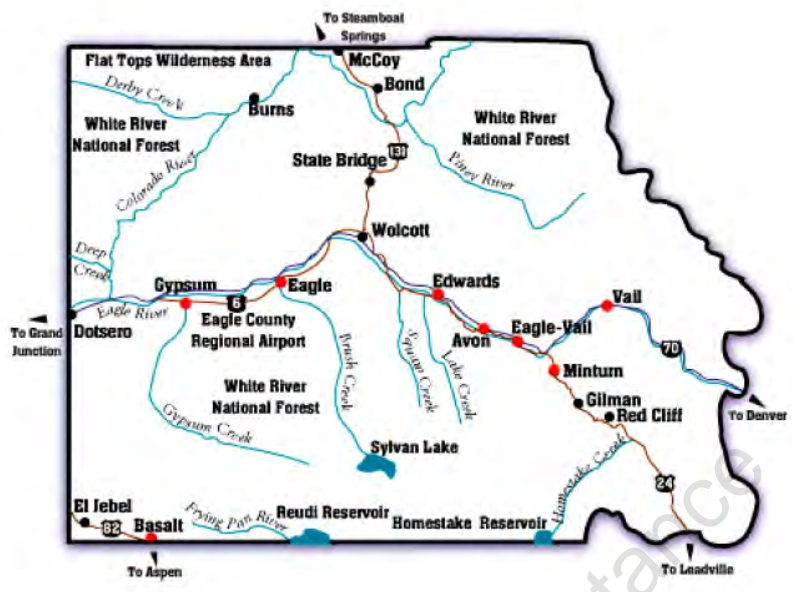 To Steamboat
Springs
Flat Tops Wilderness Area
McCoy
Derby Creek
Bond
Burns
White River
National Forest
White River
National Forest
131
State Bridge
Piney River
Colorado River
Wolcott
Deep
Creek
Gypsum
Eagle
Edwards
Vail
6
Eagle River
To Grand
Junction
Dotsero
Eagle County
Regional Airport
Avon
Eagle-Vail
70
Brush Creek
Squaw Creek
Lake Creek
Minturn
White River
National Forest
Gilman
Red Cliff
To Denver
Gypsum Creek
Sylvan Lake
Homestake Creek
24
El Jebel
82
Basalt
Frying Pan River
Reudi Reservoir
Homestake Reservoir
To Aspen
To Leadville
tance